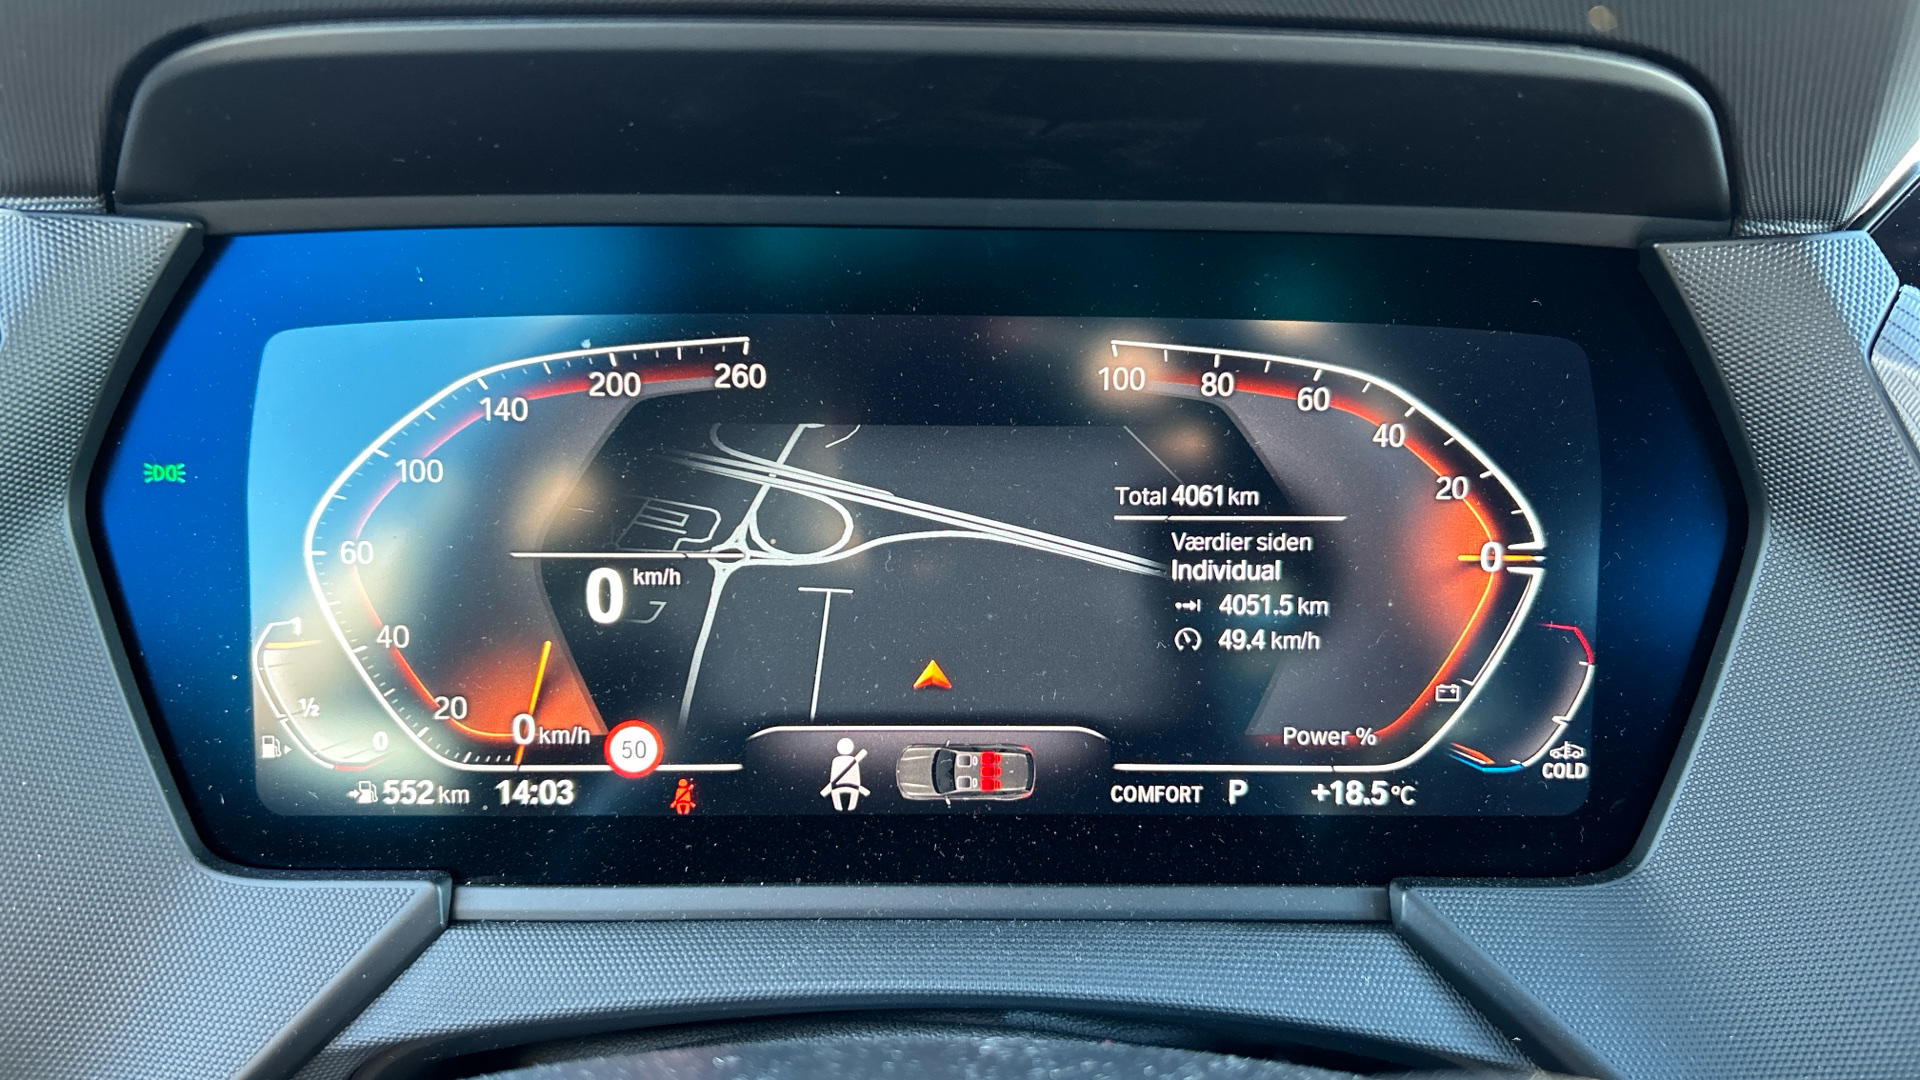 260
200
140
100
60
40
20
0 km/h
100
80
60
40
20
0
Power %
0 km/h
Total 4061 km
Værdier siden
Individual
4051.5 km
49.4 km/h
1
1/2
0
50
COLD
552 km
14:03
COMFORT
P
+18.5°C